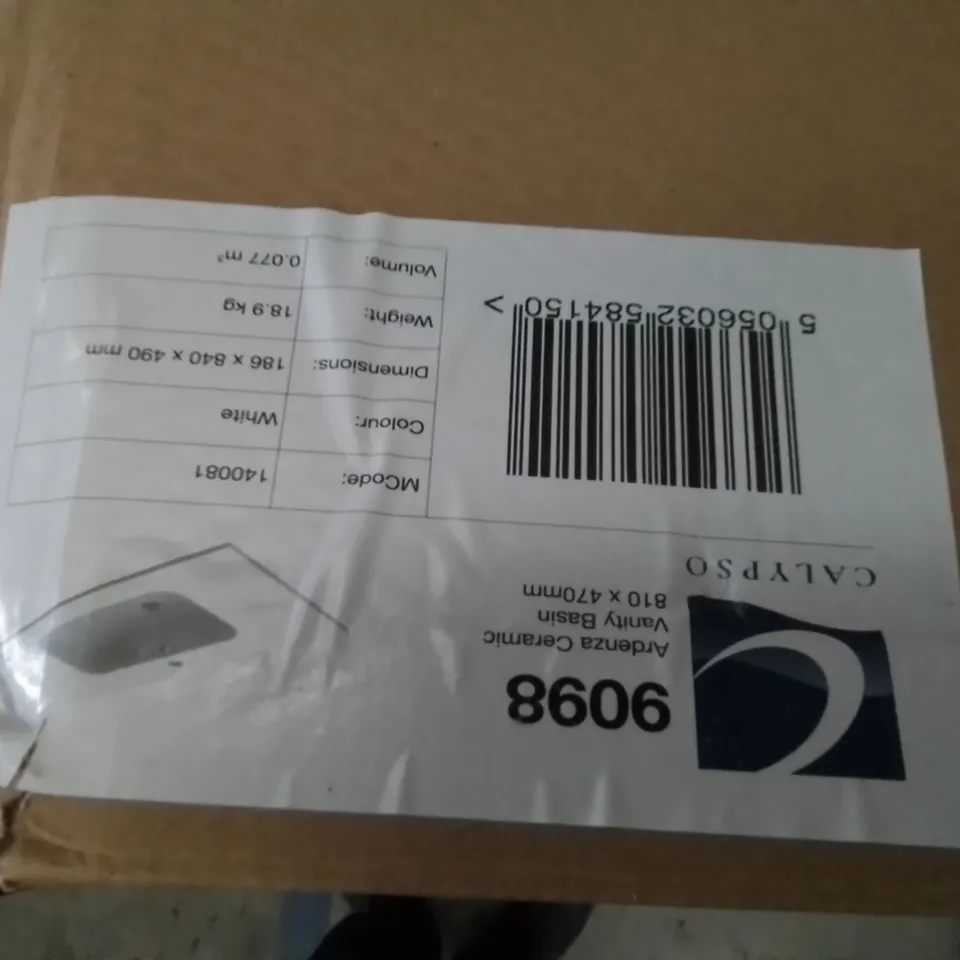 CALYPSO
9098
Ardenza Ceramic
Vanity Basin
810 x 470mm
MCode: 140081
Colour: White
Dimensions: 186 x 840 x 490 mm
Weight: 18.9 kg
Volume: 0.077 m³
5 056032 584150 >